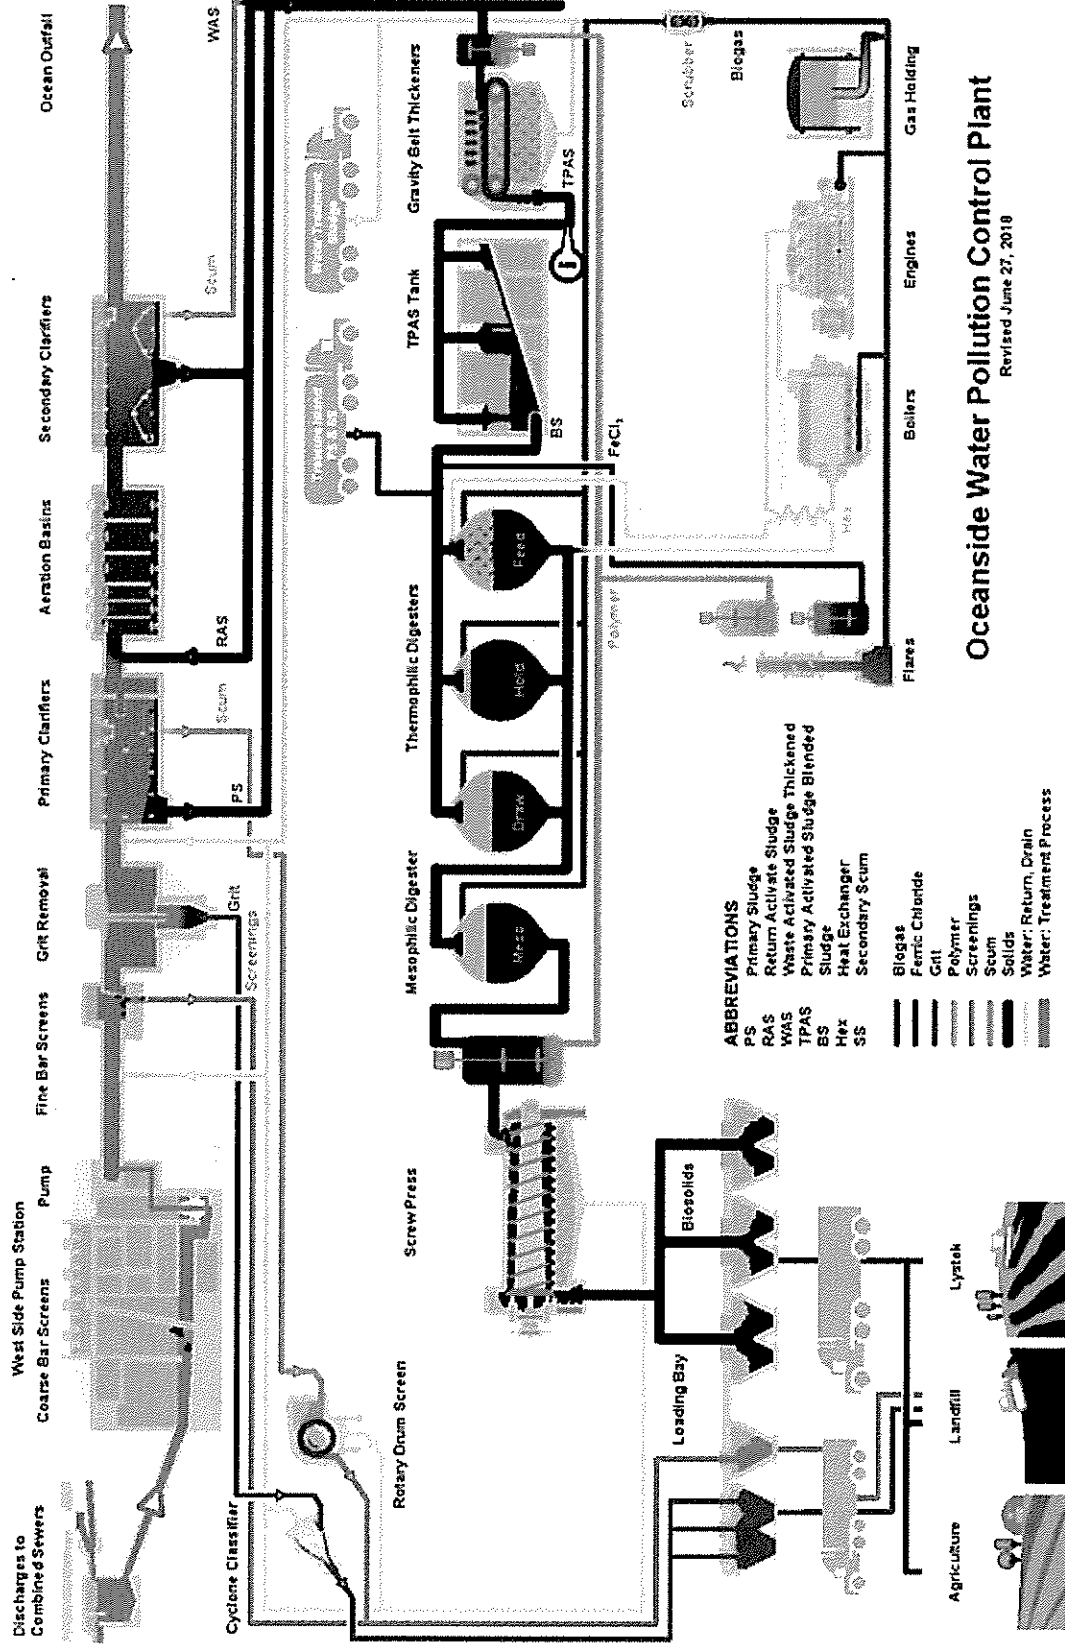 Discharges to
Combined Sewers
West Side Pump Station
Coarse Bar Screens
Pump
Fine Bar Screens
Grit Removal
Primary Clarifiers
Aeration Basins
Secondary Clarifiers
Ocean Outfall
Grit
Screenings
PS
Scum
RAS
Scum
WAS
Cyclone Classifier
Rotary Drum Screen
Screw Press
Mesophilic Digester
Thermophilic Digesters
TPAS Tank
Gravity Belt Thickeners
Meso
Draw
Hold
Feed
BS
TPAS
FeCl₂
Polymer
Hex
Scrubber
Biogas
Loading Bay
Biosolids
Agriculture
Landfill
Lystek
ABBREVIATIONS
PS Primary Sludge
RAS Return Activate Sludge
WAS Waste Activated Sludge Thickened
TPAS Primary Activated Sludge Blended
BS Sludge
Hex Heat Exchanger
SS Secondary Scum
Biogas
Ferric Chloride
Grit
Polymer
Screenings
Scum
Solids
Water: Return, Drain
Water: Treatment Process
Flares
Boilers
Engines
Gas Holding
Oceanside Water Pollution Control Plant
Revised June 27, 2018